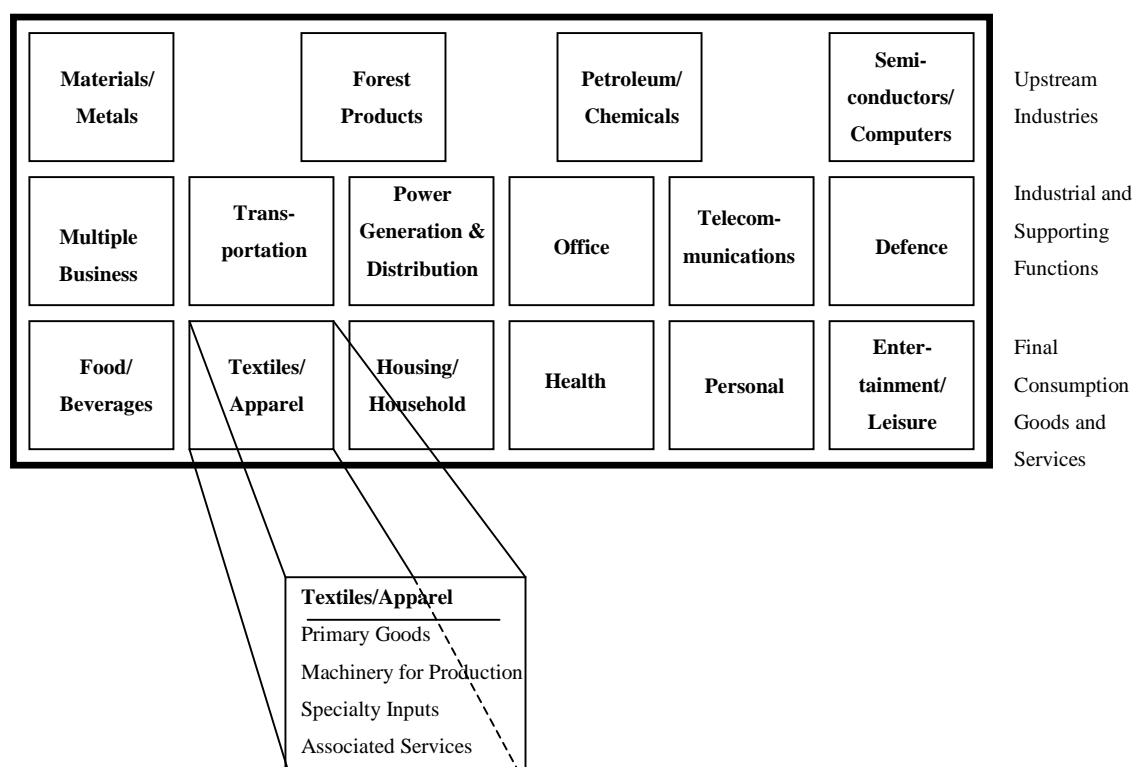 Materials/
Metals
Forest
Products
Petroleum/
Chemicals
Semi-
conductors/
Computers
Upstream
Industries
Multiple
Business
Trans-
portation
Power
Generation &
Distribution
Office
Telecom-
munications
Defence
Industrial and
Supporting
Functions
Food/
Beverages
Textiles/
Apparel
Housing/
Household
Health
Personal
Enter-
tainment/
Leisure
Final
Consumption
Goods and
Services
Textiles/Apparel
Primary Goods
Machinery for Production
Specialty Inputs
Associated Services